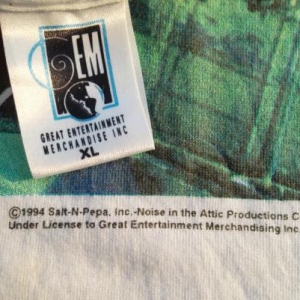 GEM
GREAT ENTERTAINMENT
MERCHANDISE INC
XL
©1994 Salt-N-Pepa, Inc.-Noise in the Attic Productions C
Under License to Great Entertainment Merchandising Inc.